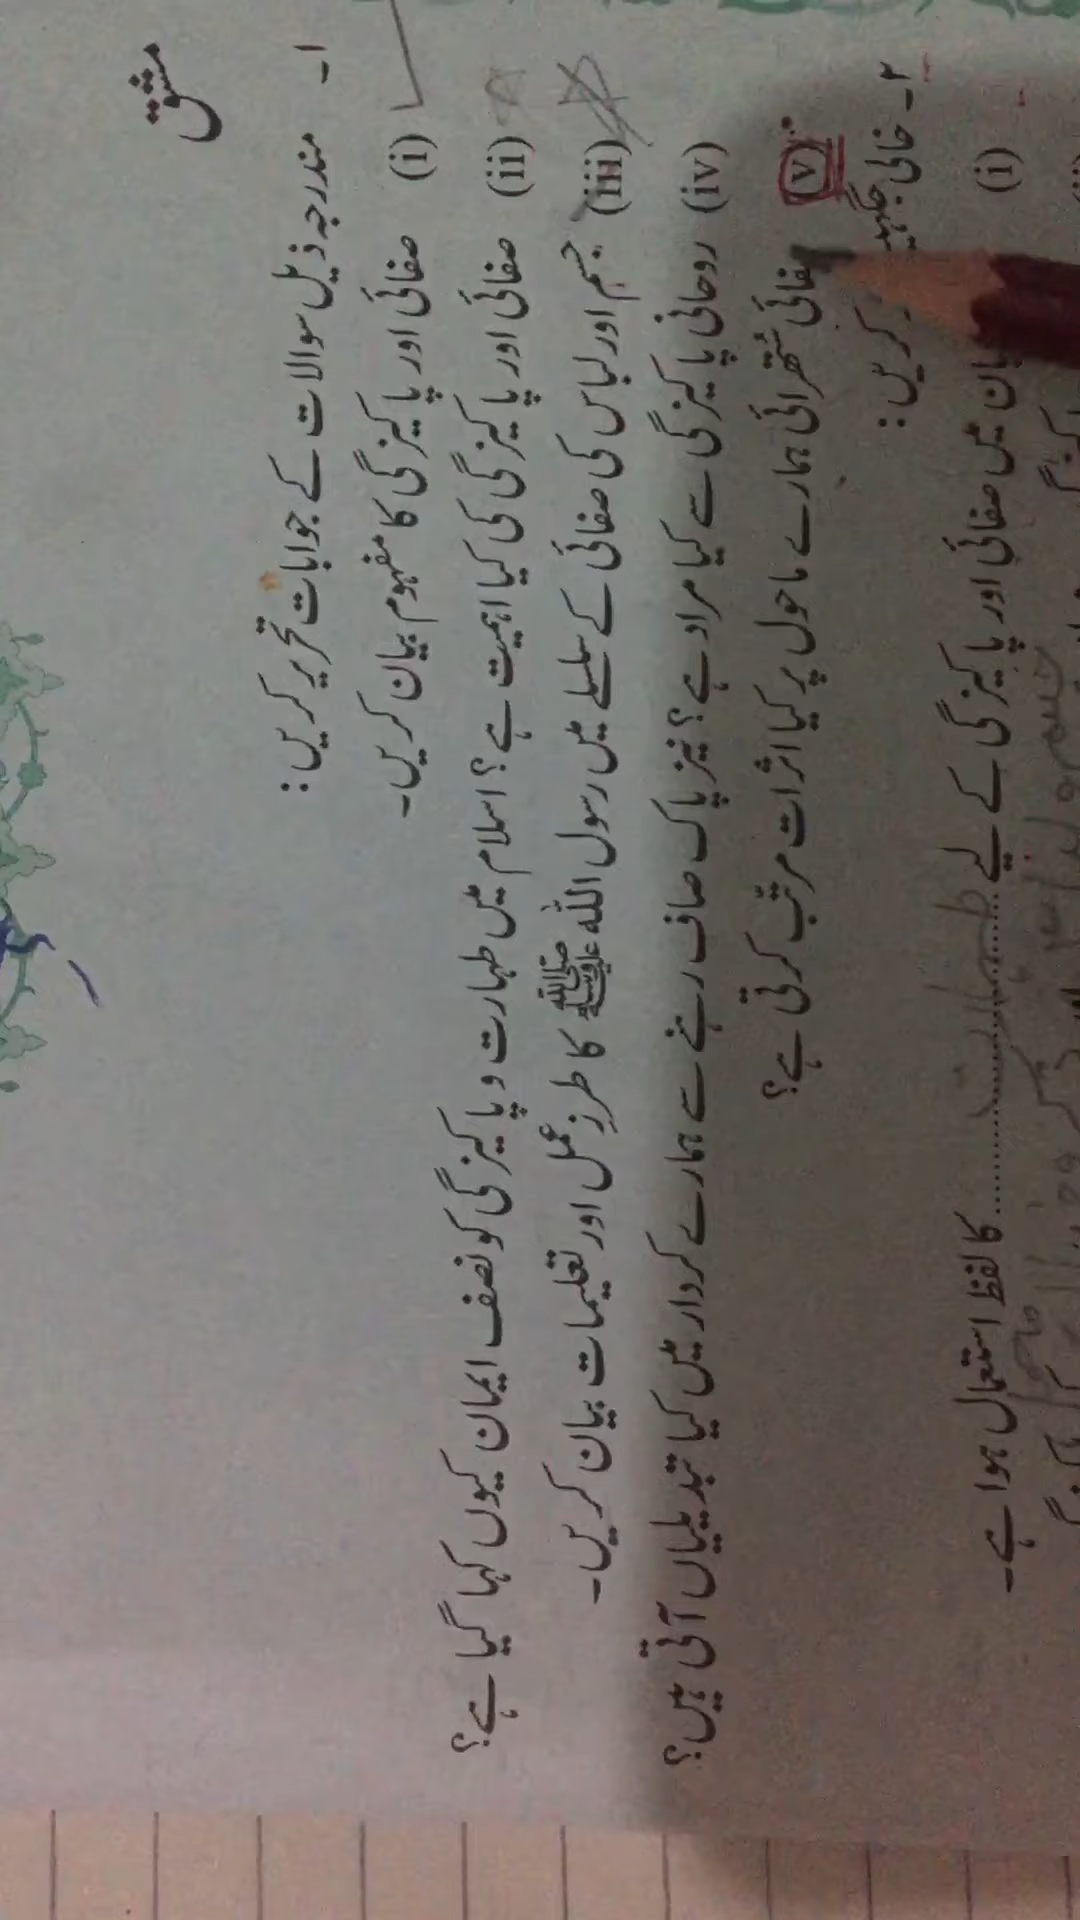 مشق
۱۔ مندرجہ ذیل سوالات کے جوابات تحریر کریں:
(i) صفائی اور پاکیزگی کا مفہوم بیان کریں۔
(ii) صفائی اور پاکیزگی کی کیا اہمیت ہے؟ اسلام میں طہارت و پاکیزگی کو نصف ایمان کیوں کہا گیا ہے؟
(iii) جسم اور لباس کی صفائی کے سلسلے میں رسول اللہ ﷺ کا طرزِ عمل اور تعلیمات بیان کریں۔
(iv) روحانی پاکیزگی سے کیا مراد ہے؟ نیز پاک صاف رہنے سے ہمارے کردار میں کیا تبدیلیاں آتی ہیں؟
(v) صفائی ستھرائی ہمارے ماحول پر کیا اثرات مرتب کرتی ہے؟
۲۔ خالی جگہیں کریں:
(i) میں صفائی اور پاکیزگی کے لیے ........ طہارت ........ کا لفظ استعمال ہوا ہے۔